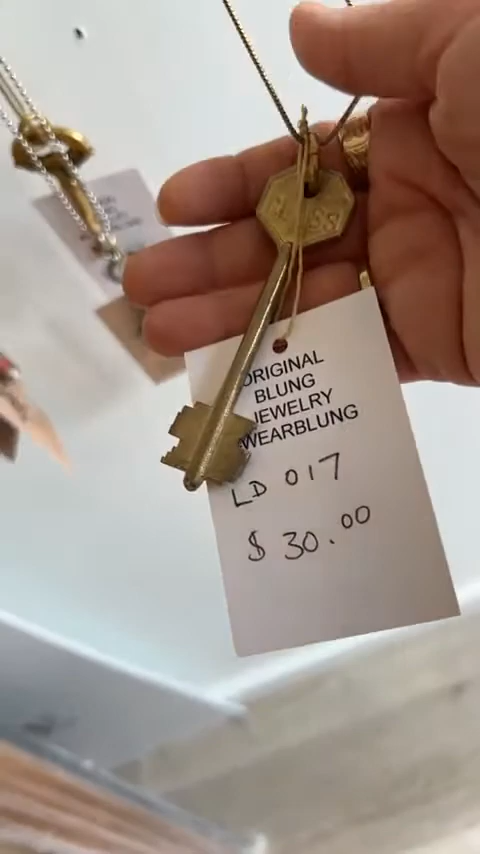 ORIGINAL
BLUNG
JEWELRY
WEARBLUNG
LD 017
$ 30.00